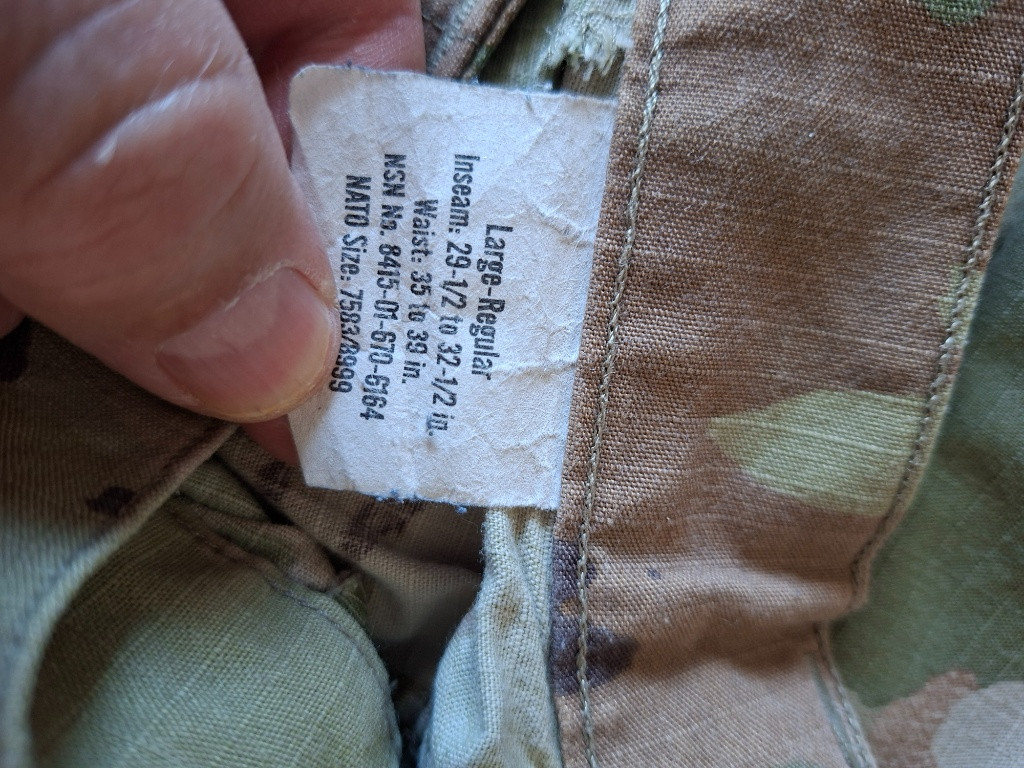 Large-Regular
Inseam: 29-1/2 to 32-1/2 in.
Waist: 35 to 39 in.
NSN No. 8415-01-670-6164
NATO Size: 7583/8999